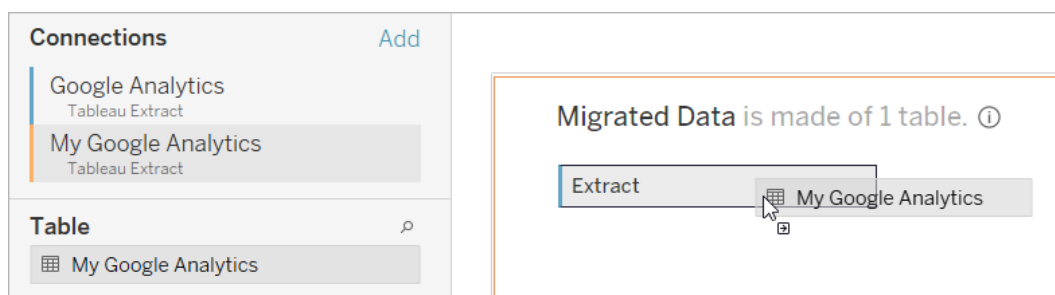 Connections Add
Google Analytics
Tableau Extract
My Google Analytics
Tableau Extract
Table
My Google Analytics
Migrated Data is made of 1 table.
Extract
My Google Analytics